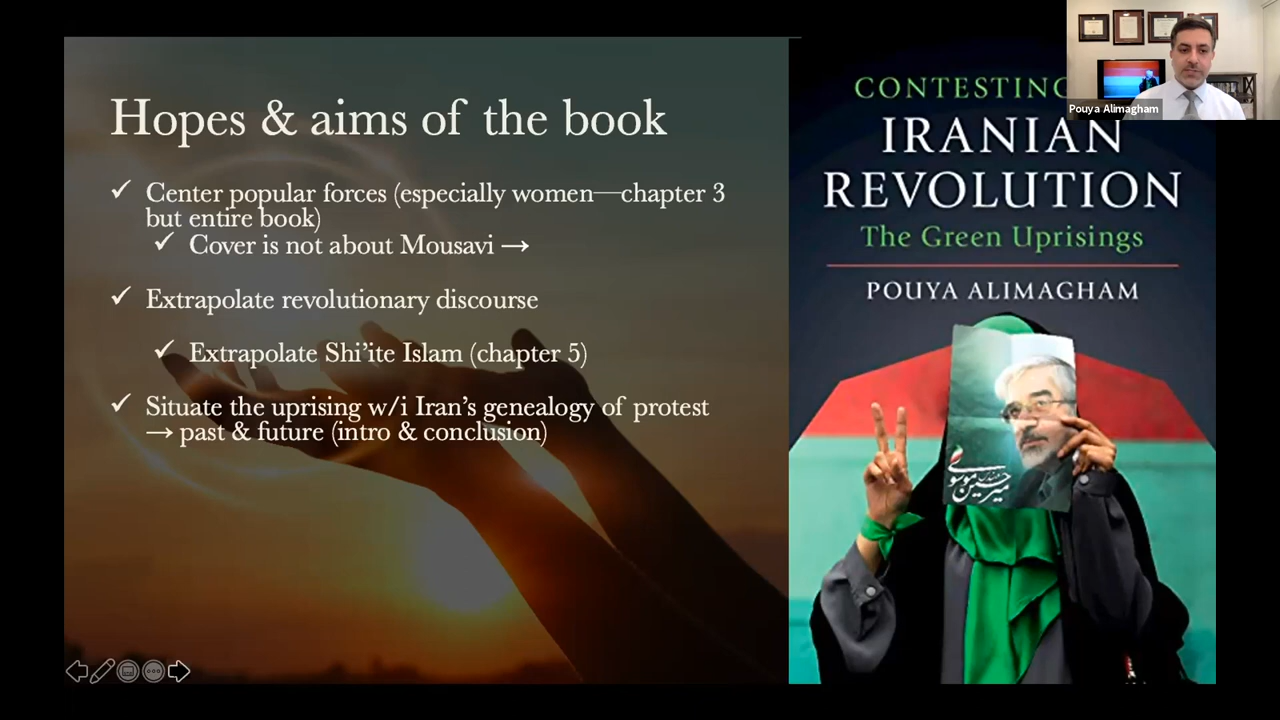 Hopes & aims of the book
✓ Center popular forces (especially women—chapter 3
but entire book)
✓ Cover is not about Mousavi →
✓ Extrapolate revolutionary discourse
✓ Extrapolate Shi’ite Islam (chapter 5)
✓ Situate the uprising w/i Iran’s genealogy of protest
→ past & future (intro & conclusion)
CONTESTING
IRANIAN
REVOLUTION
The Green Uprisings
POUYA ALIMAGHAM
میرحسین موسوی
Pouya Alimagham